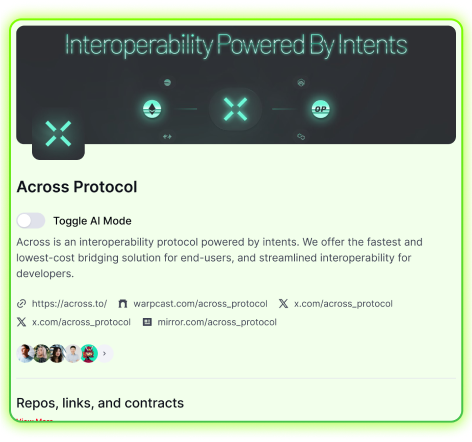 Interoperability Powered By Intents
OP
Across Protocol
Toggle AI Mode
Across is an interoperability protocol powered by intents. We offer the fastest and
lowest-cost bridging solution for end-users, and streamlined interoperability for
developers.
https://across.to/ warpcast.com/across_protocol x.com/across_protocol
x.com/across_protocol mirror.com/across_protocol
Repos, links, and contracts
View More